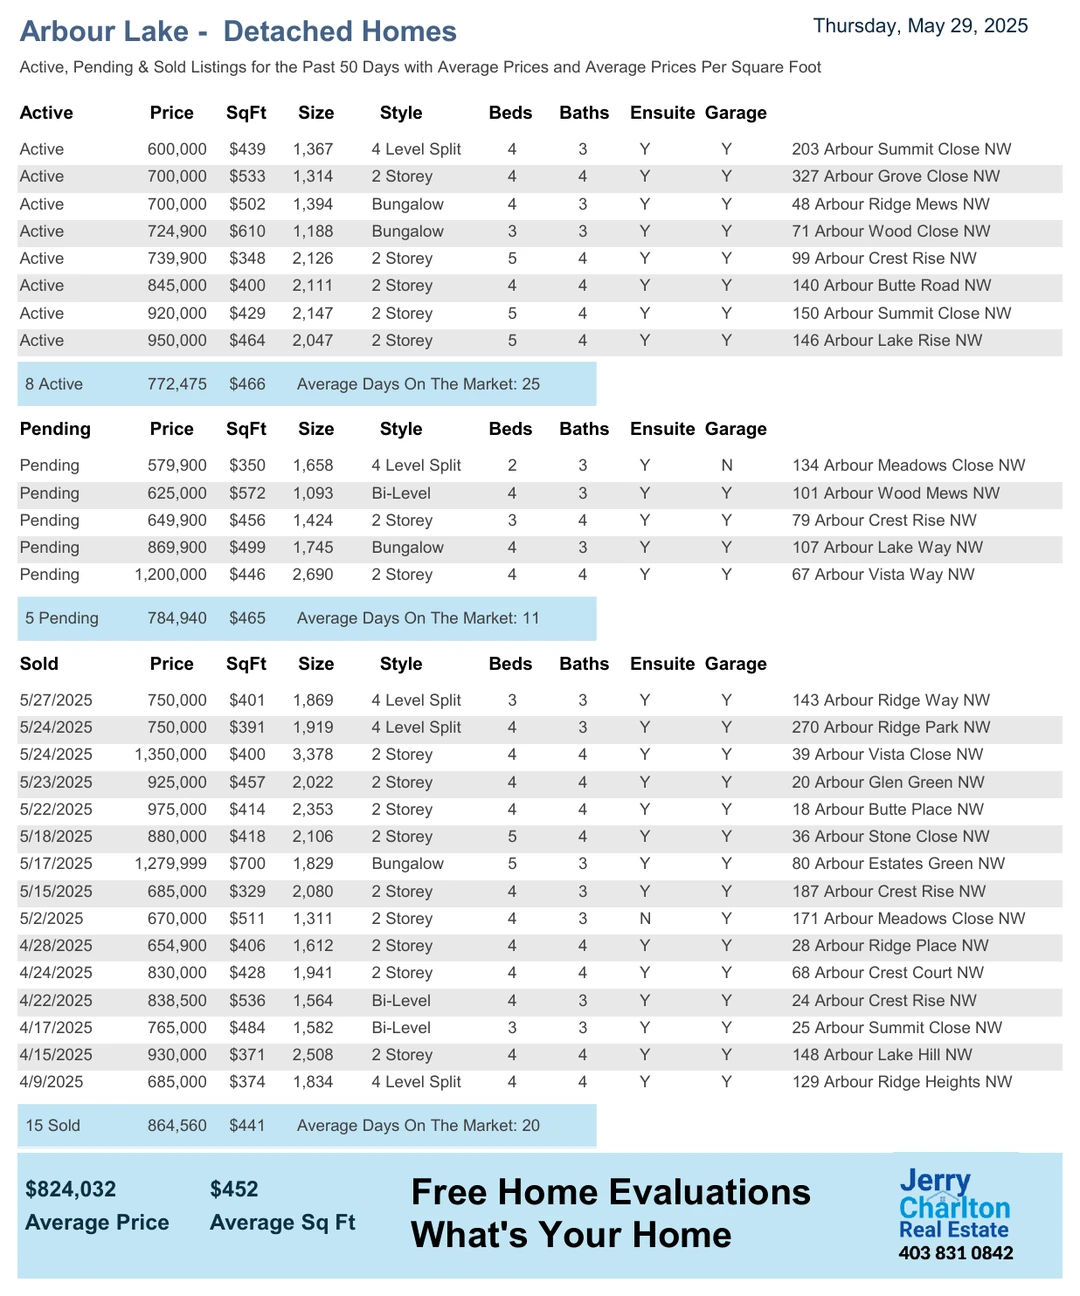 Arbour Lake -  Detached Homes
Thursday, May 29, 2025
Active, Pending & Sold Listings for the Past 50 Days with Average Prices and Average Prices Per Square Foot
Active Price SqFt Size Style Beds Baths Ensuite Garage
Active 600,000 $439 1,367 4 Level Split 4 3 Y Y 203 Arbour Summit Close NW
Active 700,000 $533 1,314 2 Storey 4 4 Y Y 327 Arbour Grove Close NW
Active 700,000 $502 1,394 Bungalow 4 3 Y Y 48 Arbour Ridge Mews NW
Active 724,900 $610 1,188 Bungalow 3 3 Y Y 71 Arbour Wood Close NW
Active 739,900 $348 2,126 2 Storey 5 4 Y Y 99 Arbour Crest Rise NW
Active 845,000 $400 2,111 2 Storey 4 4 Y Y 140 Arbour Butte Road NW
Active 920,000 $429 2,147 2 Storey 5 4 Y Y 150 Arbour Summit Close NW
Active 950,000 $464 2,047 2 Storey 5 4 Y Y 146 Arbour Lake Rise NW
8 Active 772,475 $466 Average Days On The Market: 25
Pending Price SqFt Size Style Beds Baths Ensuite Garage
Pending 579,900 $350 1,658 4 Level Split 2 3 Y N 134 Arbour Meadows Close NW
Pending 625,000 $572 1,093 Bi-Level 4 3 Y Y 101 Arbour Wood Mews NW
Pending 649,900 $456 1,424 2 Storey 3 4 Y Y 79 Arbour Crest Rise NW
Pending 869,900 $499 1,745 Bungalow 4 3 Y Y 107 Arbour Lake Way NW
Pending 1,200,000 $446 2,690 2 Storey 4 4 Y Y 67 Arbour Vista Way NW
5 Pending 784,940 $465 Average Days On The Market: 11
Sold Price SqFt Size Style Beds Baths Ensuite Garage
5/27/2025 750,000 $401 1,869 4 Level Split 3 3 Y Y 143 Arbour Ridge Way NW
5/24/2025 750,000 $391 1,919 4 Level Split 4 3 Y Y 270 Arbour Ridge Park NW
5/24/2025 1,350,000 $400 3,378 2 Storey 4 4 Y Y 39 Arbour Vista Close NW
5/23/2025 925,000 $457 2,022 2 Storey 4 4 Y Y 20 Arbour Glen Green NW
5/22/2025 975,000 $414 2,353 2 Storey 4 4 Y Y 18 Arbour Butte Place NW
5/18/2025 880,000 $418 2,106 2 Storey 5 4 Y Y 36 Arbour Stone Close NW
5/17/2025 1,279,999 $700 1,829 Bungalow 5 3 Y Y 80 Arbour Estates Green NW
5/15/2025 685,000 $329 2,080 2 Storey 4 3 Y Y 187 Arbour Crest Rise NW
5/2/2025 670,000 $511 1,311 2 Storey 4 3 N Y 171 Arbour Meadows Close NW
4/28/2025 654,900 $406 1,612 2 Storey 4 4 Y Y 28 Arbour Ridge Place NW
4/24/2025 830,000 $428 1,941 2 Storey 4 4 Y Y 68 Arbour Crest Court NW
4/22/2025 838,500 $536 1,564 Bi-Level 4 3 Y Y 24 Arbour Crest Rise NW
4/17/2025 765,000 $484 1,582 Bi-Level 3 3 Y Y 25 Arbour Summit Close NW
4/15/2025 930,000 $371 2,508 2 Storey 4 4 Y Y 148 Arbour Lake Hill NW
4/9/2025 685,000 $374 1,834 4 Level Split 4 4 Y Y 129 Arbour Ridge Heights NW
15 Sold 864,560 $441 Average Days On The Market: 20
$824,032 $452
Average Price Average Sq Ft
Free Home Evaluations
What's Your Home
Jerry
Charlton
Real Estate
403 831 0842